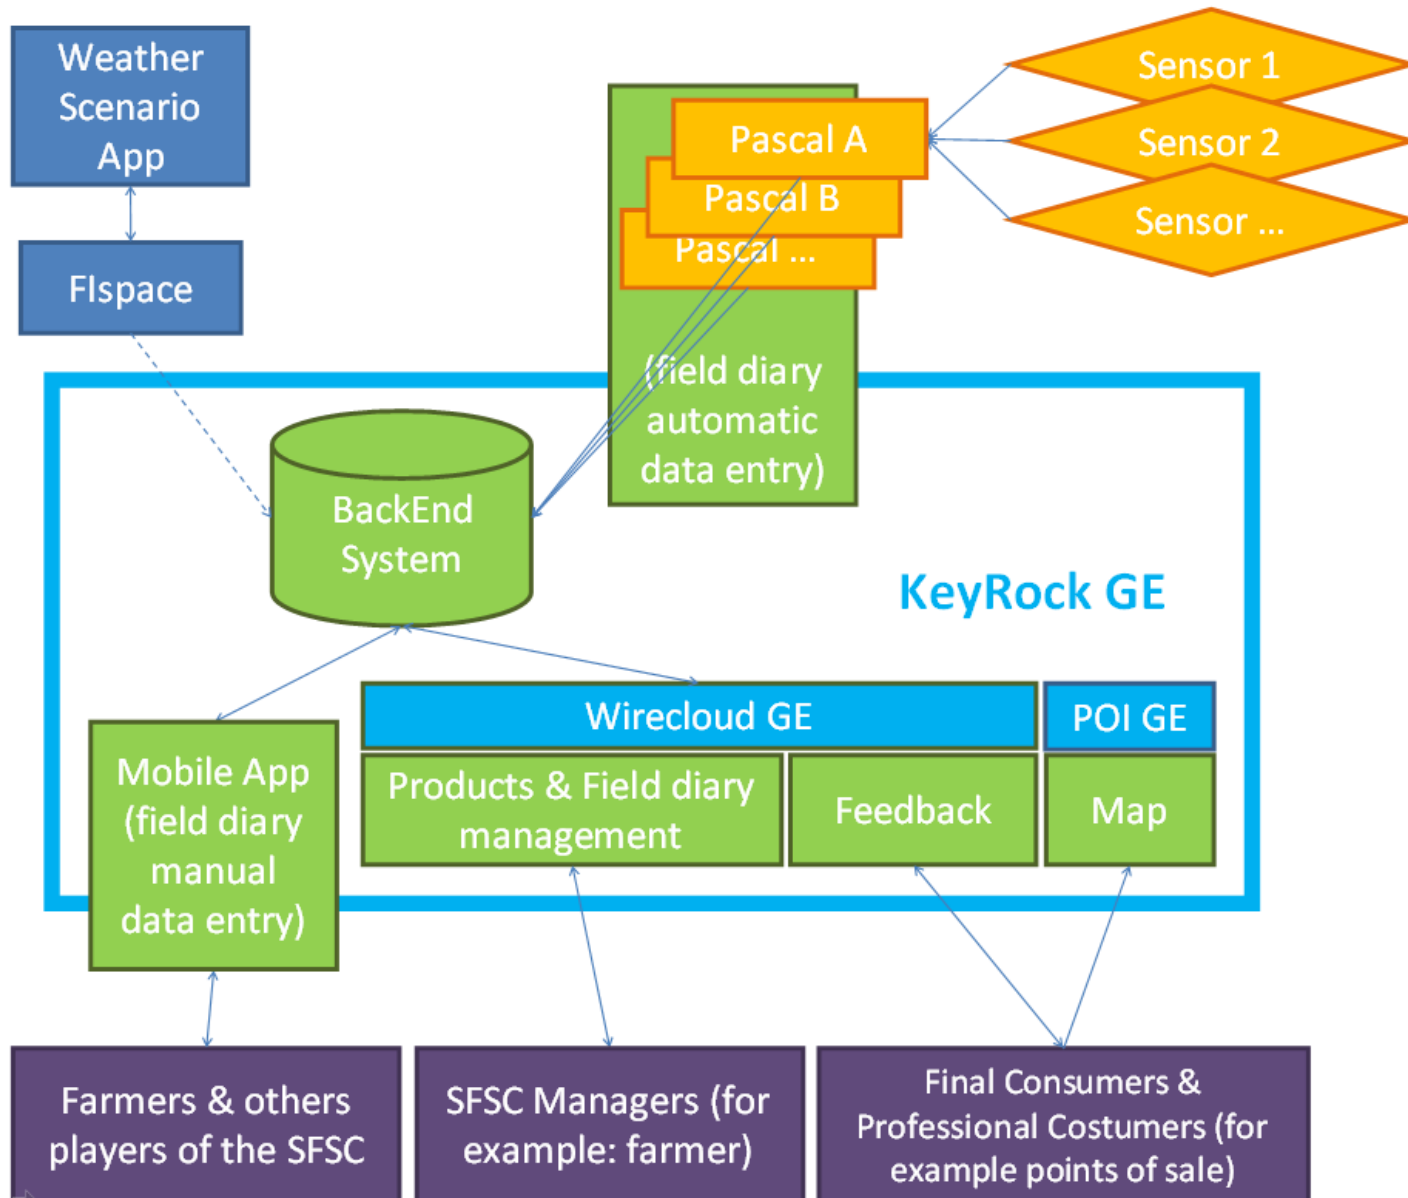 Weather
Scenario
App
FIspace
Sensor 1
Sensor 2
Sensor ...
Pascal A
Pascal B
Pascal ...
(field diary
automatic
data entry)
BackEnd
System
KeyRock GE
Wirecloud GE
POI GE
Mobile App
(field diary
manual
data entry)
Products & Field diary
management
Feedback
Map
Farmers & others
players of the SFSC
SFSC Managers (for
example: farmer)
Final Consumers &
Professional Costumers (for
example points of sale)